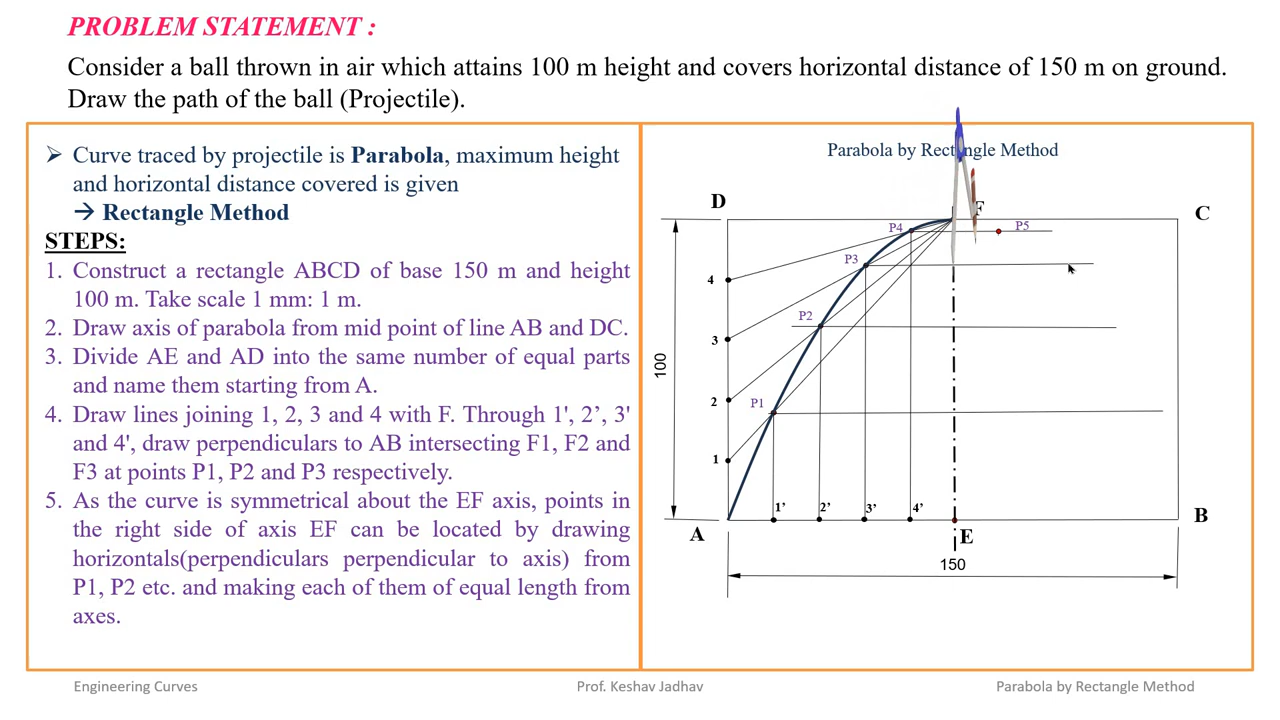 PROBLEM STATEMENT :
Consider a ball thrown in air which attains 100 m height and covers horizontal distance of 150 m on ground.
Draw the path of the ball (Projectile).
➢ Curve traced by projectile is Parabola, maximum height
and horizontal distance covered is given
→ Rectangle Method
STEPS:
1. Construct a rectangle ABCD of base 150 m and height
100 m. Take scale 1 mm: 1 m.
2. Draw axis of parabola from mid point of line AB and DC.
3. Divide AE and AD into the same number of equal parts
and name them starting from A.
4. Draw lines joining 1, 2, 3 and 4 with F. Through 1', 2’, 3'
and 4', draw perpendiculars to AB intersecting F1, F2 and
F3 at points P1, P2 and P3 respectively.
5. As the curve is symmetrical about the EF axis, points in
the right side of axis EF can be located by drawing
horizontals(perpendiculars perpendicular to axis) from
P1, P2 etc. and making each of them of equal length from
axes.
Parabola by Rectangle Method
D
F
C
P4
P5
P3
4
P2
3
100
2
P1
1
1’
2’
3’
4’
A
E
B
150
Engineering Curves
Prof. Keshav Jadhav
Parabola by Rectangle Method